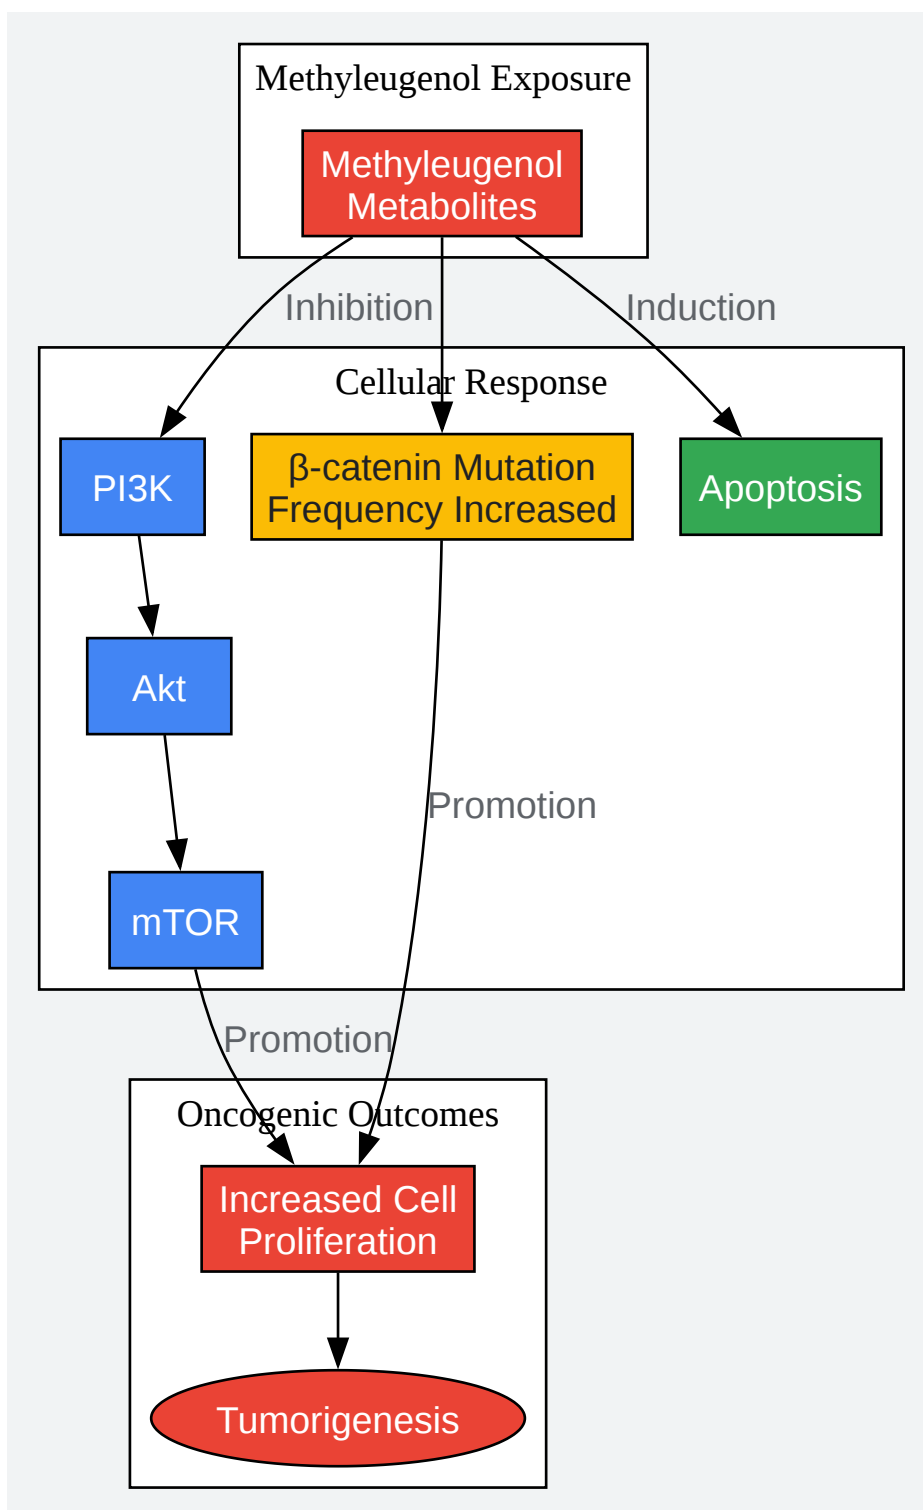 Methyleugenol Exposure
Methyleugenol
Metabolites
Inhibition
Induction
Cellular Response
PI3K
β-catenin Mutation
Frequency Increased
Apoptosis
Akt
Promotion
mTOR
Promotion
Oncogenic Outcomes
Increased Cell
Proliferation
Tumorigenesis